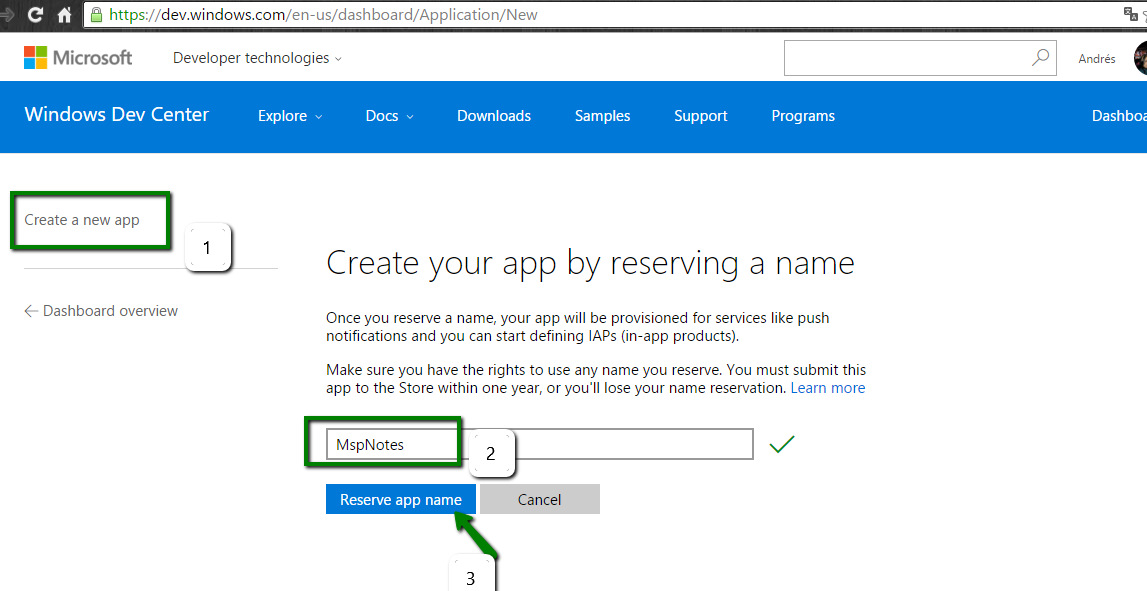 https://dev.windows.com/en-us/dashboard/Application/New
Microsoft
Developer technologies
Andrés
Windows Dev Center
Explore
Docs
Downloads
Samples
Support
Programs
Dashboa
Create a new app
1
Create your app by reserving a name
← Dashboard overview
Once you reserve a name, your app will be provisioned for services like push
notifications and you can start defining IAPs (in-app products).
Make sure you have the rights to use any name you reserve. You must submit this
app to the Store within one year, or you'll lose your name reservation. Learn more
MspNotes
2
Reserve app name
Cancel
3